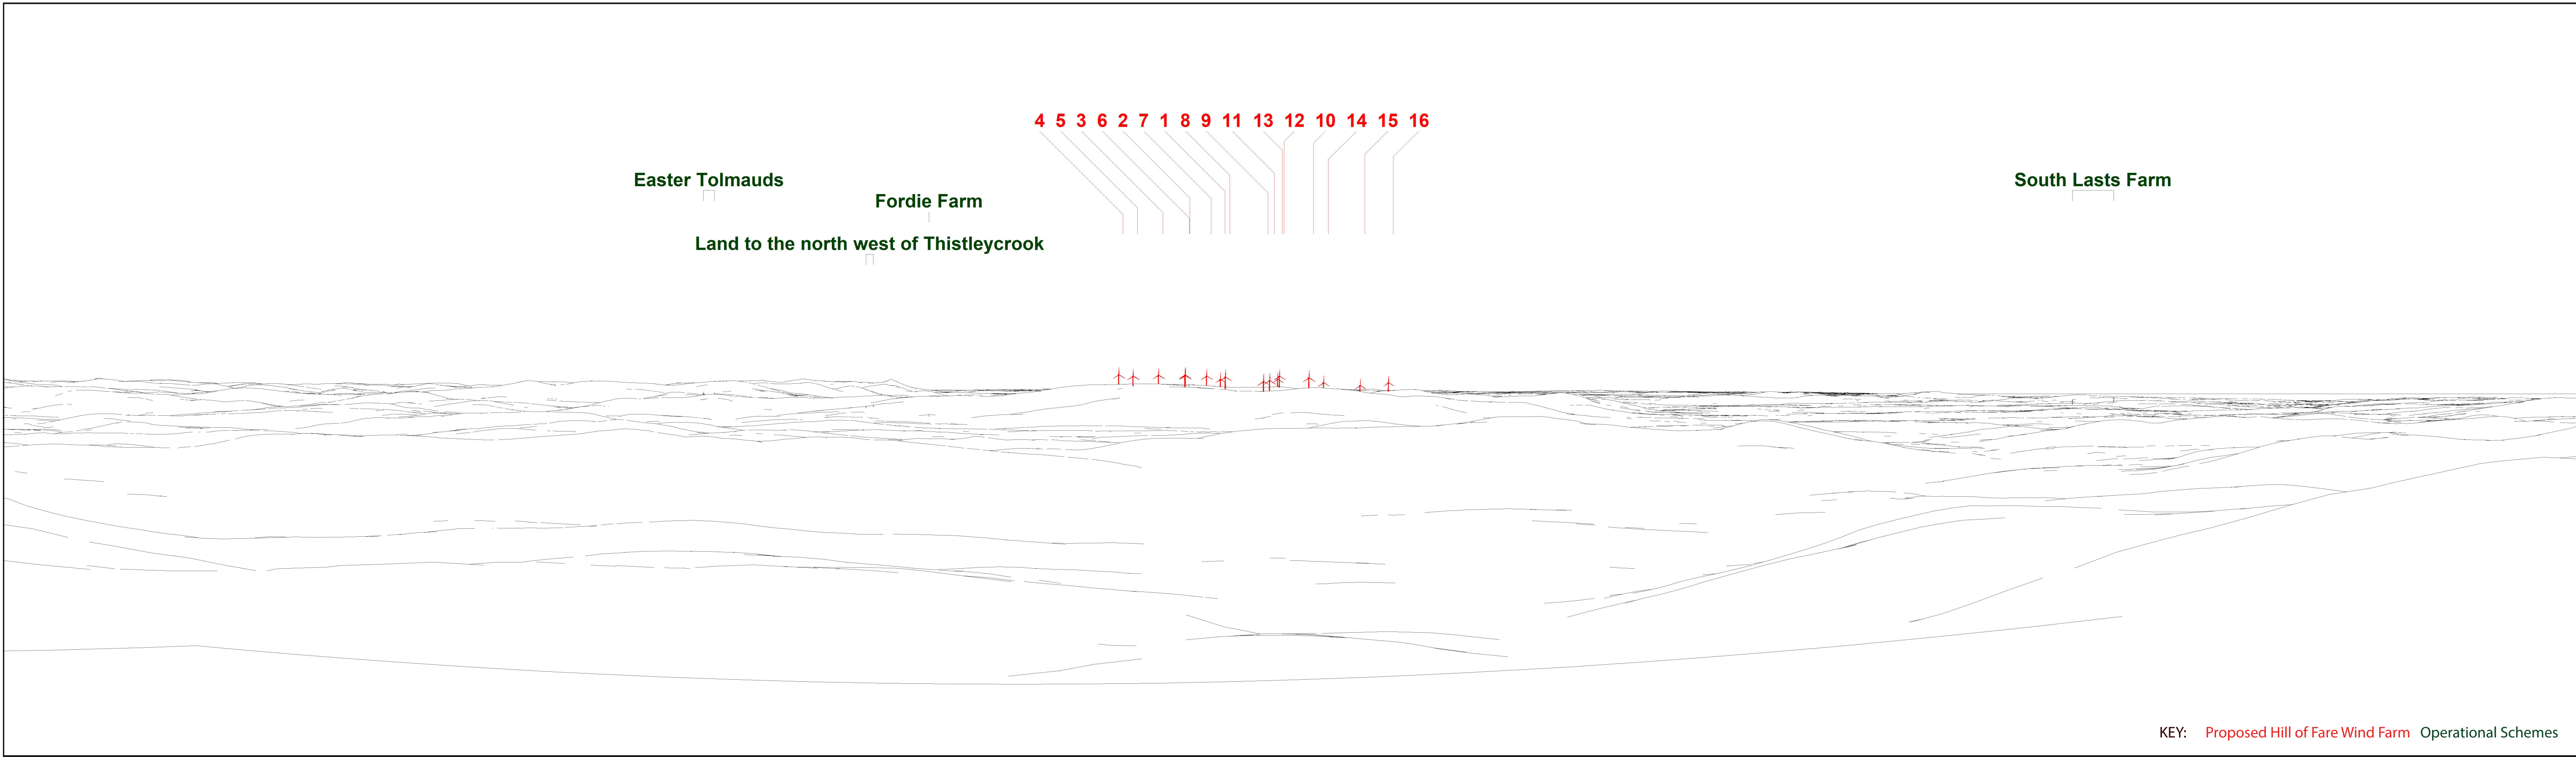 4 5 3 6 2 7 1 8 9 11 13 12 10 14 15 16
Easter Tolmauds
South Lasts Farm
Fordie Farm
Land to the north west of Thistleycrook
KEY: Proposed Hill of Fare Wind Farm Operational Schemes